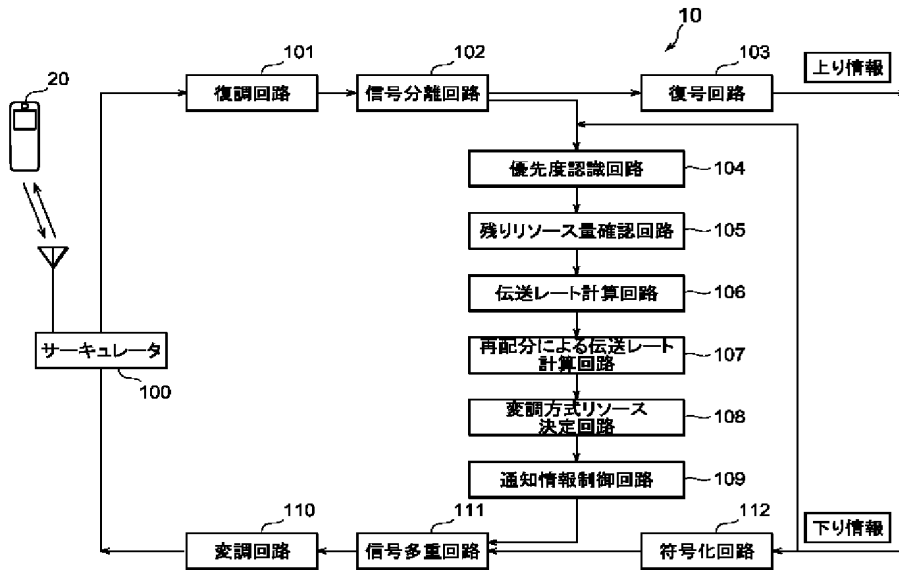 10
20
101
102
103
上り情報
復調回路
信号分離回路
復号回路
優先度認識回路
104
残りリソース量確認回路
105
伝送レート計算回路
106
サーキュレータ
100
再配分による伝送レート
計算回路
107
変調方式リソース
決定回路
108
通知情報制御回路
109
110
111
112
下り情報
変調回路
信号多重回路
符号化回路